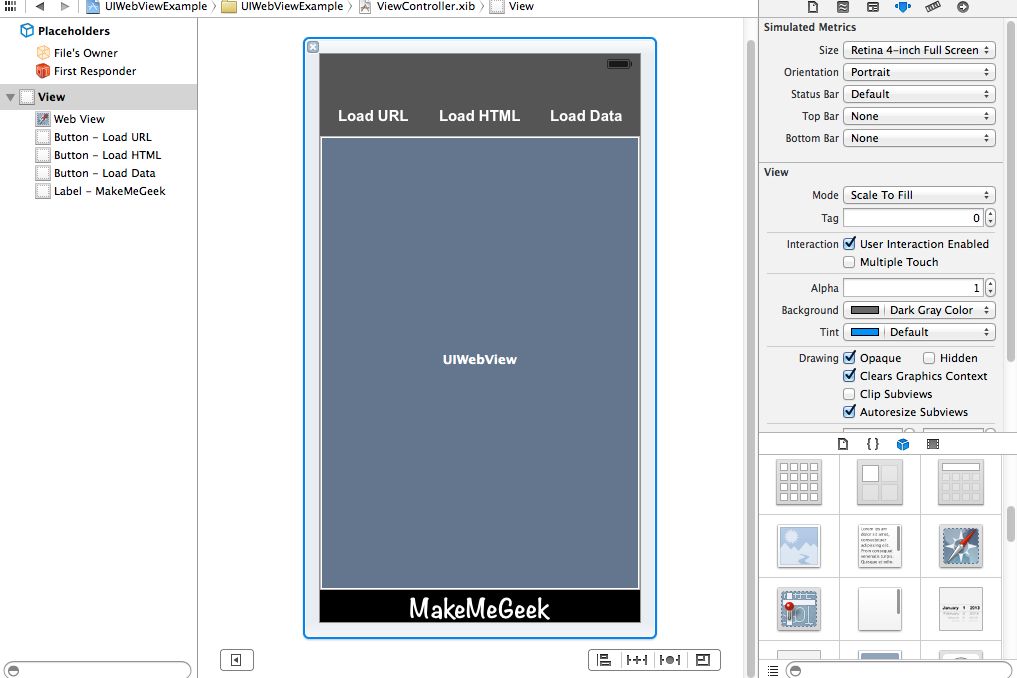 UIWebViewExample
UIWebViewExample
ViewController.xib
View
Placeholders
File's Owner
First Responder
View
Web View
Button – Load URL
Button – Load HTML
Button – Load Data
Label – MakeMeGeek
Load URL
Load HTML
Load Data
UIWebView
MakeMeGeek
Simulated Metrics
Size Retina 4-inch Full Screen
Orientation Portrait
Status Bar Default
Top Bar None
Bottom Bar None
View
Mode Scale To Fill
Tag 0
Interaction User Interaction Enabled
Multiple Touch
Alpha 1
Background Dark Gray Color
Tint Default
Drawing Opaque Hidden
Clears Graphics Context
Clip Subviews
Autoresize Subviews
{ }
January 1 2013